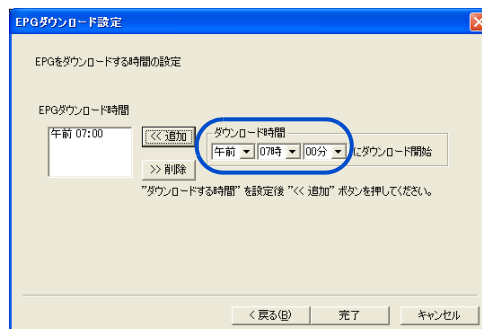 EPGダウンロード設定
EPGをダウンロードする時間の設定
EPGダウンロード時間
午前 07:00
<< 追加
>> 削除
ダウンロード時間
午前 07時 00分 にダウンロード開始
"ダウンロードする時間" を設定後 "<< 追加" ボタンを押してください。
< 戻る(B)
完了
キャンセル